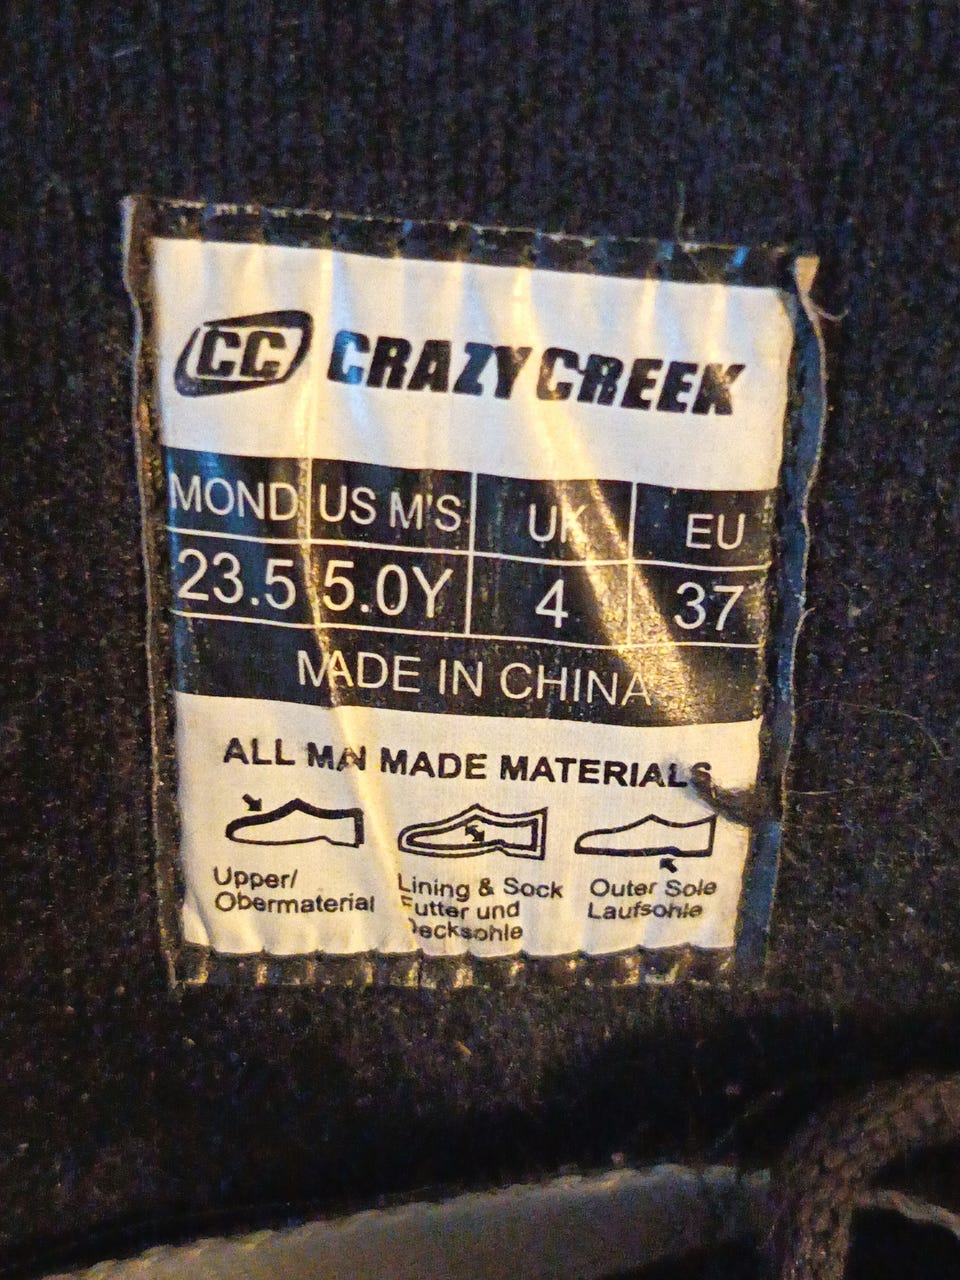 CC CRAZY CREEK
MOND US M'S UK EU
23.5 5.0Y 4 37
MADE IN CHINA
ALL MAN MADE MATERIALS
Upper/
Obermaterial
Lining & Sock
Futter und
Decksohle
Outer Sole
Laufsohle